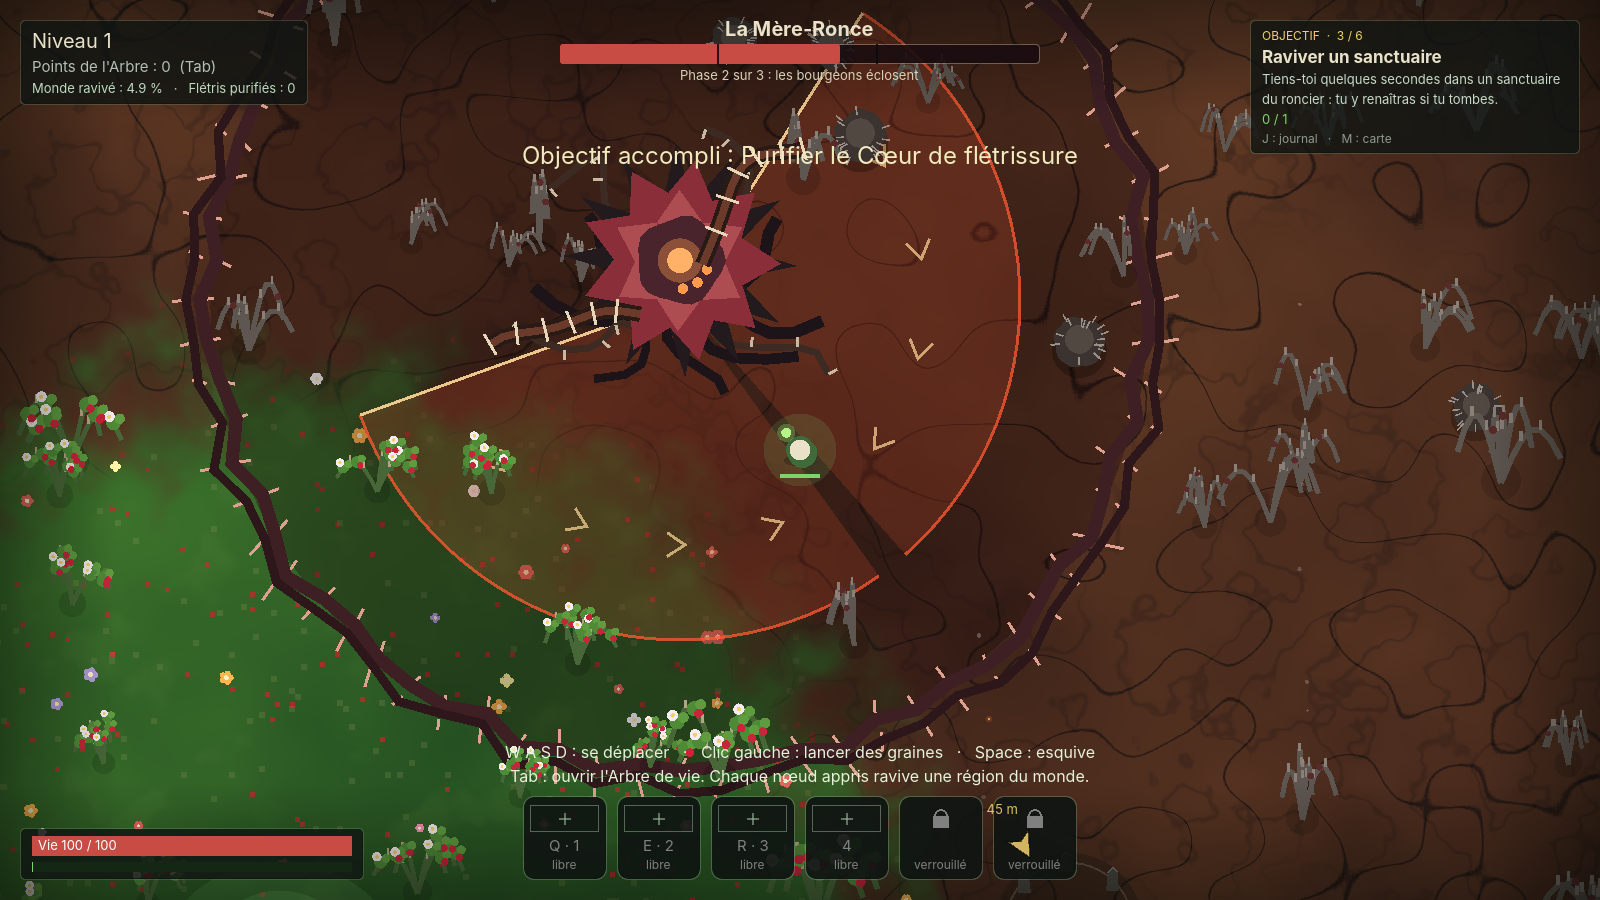 Niveau 1
Points de l'Arbre : 0 (Tab)
Monde ravivé : 4.9 % · Flétris purifiés : 0
La Mère-Ronce
Phase 2 sur 3 : les bourgeons éclosent
OBJECTIF · 3 / 6
Raviver un sanctuaire
Tiens-toi quelques secondes dans un sanctuaire
du roncier : tu y renaîtras si tu tombes.
0 / 1
J : journal · M : carte
Objectif accompli : Purifier le Cœur de flétrissure
W A S D : se déplacer · Clic gauche : lancer des graines · Space : esquive
Tab : ouvrir l'Arbre de vie. Chaque nœud appris ravive une région du monde.
45 m
Vie 100 / 100
Q · 1
libre
E · 2
libre
R · 3
libre
4
libre
verrouillé
verrouillé